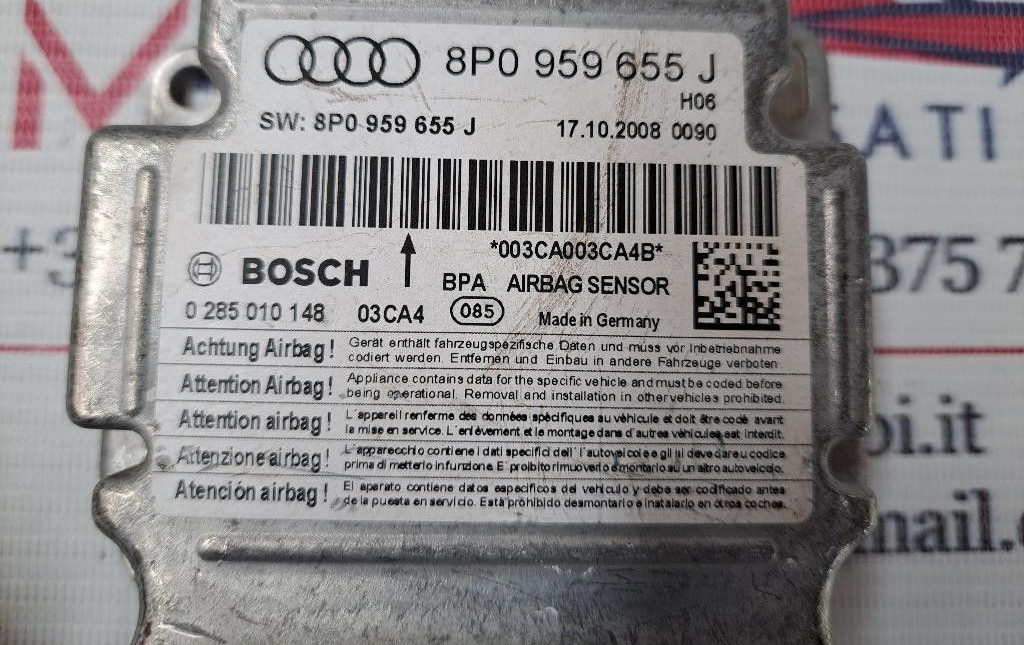 8P0 959 655 J
H06
SW: 8P0 959 655 J 17.10.2008 0090
*003CA003CA4B*
BOSCH BPA AIRBAG SENSOR
0 285 010 148 03CA4 085 Made in Germany
Achtung Airbag! Gerät enthält fahrzeugspezifische Daten und muss vor Inbetriebnahme
codiert werden. Entfernen und Einbau in andere Fahrzeuge verboten
Attention Airbag! Appliance contains data for the specific vehicle and must be coded before
being operational. Removal and installation in other vehicles prohibited.
Attention airbag! L'appareil renferme des données spécifiques au véhicule et doit être codé avant
la mise en service. L'enlèvement et le montage dans d'autres véhicules est interdit.
Attenzione airbag! L'apparecchio contiene i dati specifici dell' l'autoveicolo e gli si deve dare u codice
prima di metterlo in funzione. E' proibito rimuoverlo e montarlo su un altro autoveicolo.
Atención airbag! El aparato contiene datos específicos del vehículo y debe ser codificado antes
de la puesta en servicio. Está prohibido desmontarlo e instalarlo en otros coches.
ATI
+3
375 7
bi.it
mail.co